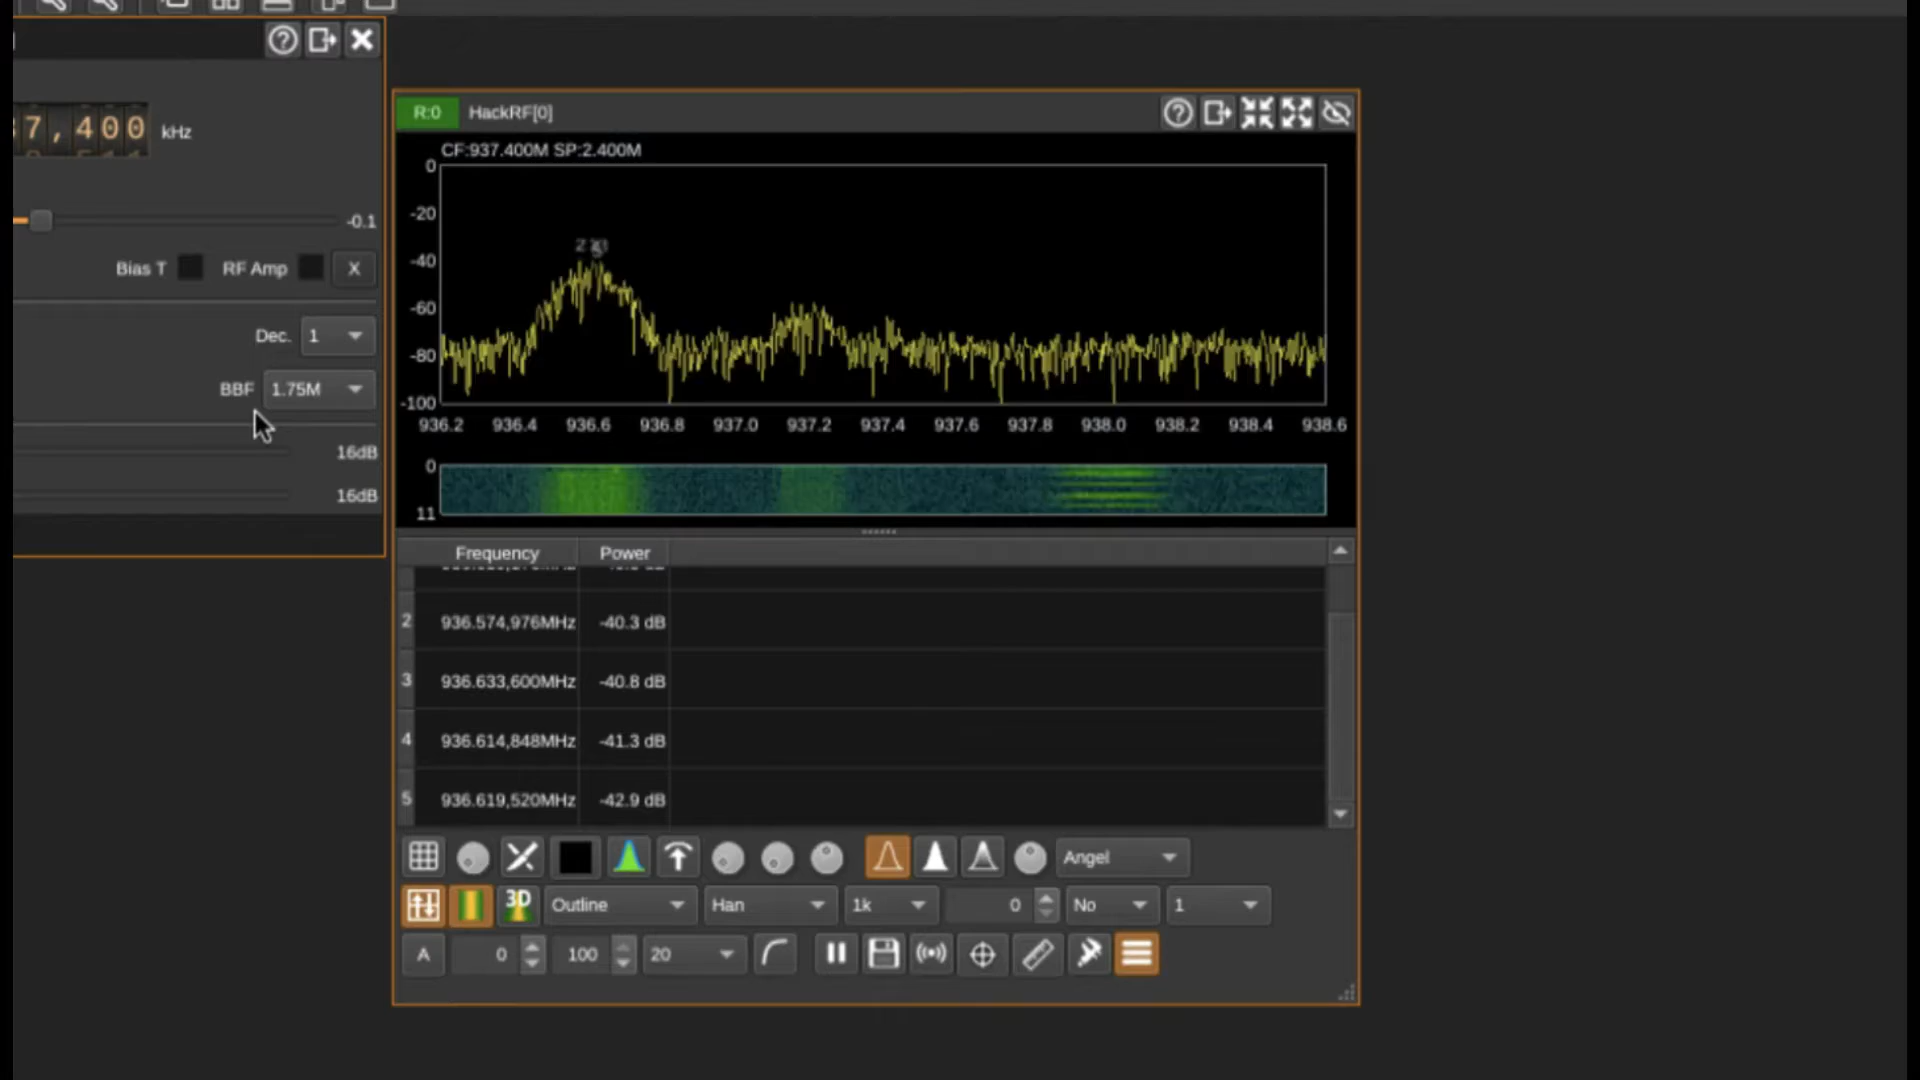 7,400 kHz
-0.1
Bias T RF Amp X
Dec. 1
BBF 1.75M
16dB
16dB
R:0 HackRF[0]
CF:937.400M SP:2.400M
0
-20
-40
-60
-80
-100
936.2 936.4 936.6 936.8 937.0 937.2 937.4 937.6 937.8 938.0 938.2 938.4 938.6
0
11
Frequency Power
2 936.574,976MHz -40.3 dB
3 936.633,600MHz -40.8 dB
4 936.614,848MHz -41.3 dB
5 936.619,520MHz -42.9 dB
Angel
3D Outline Han 1k 0 No 1
A 0 100 20